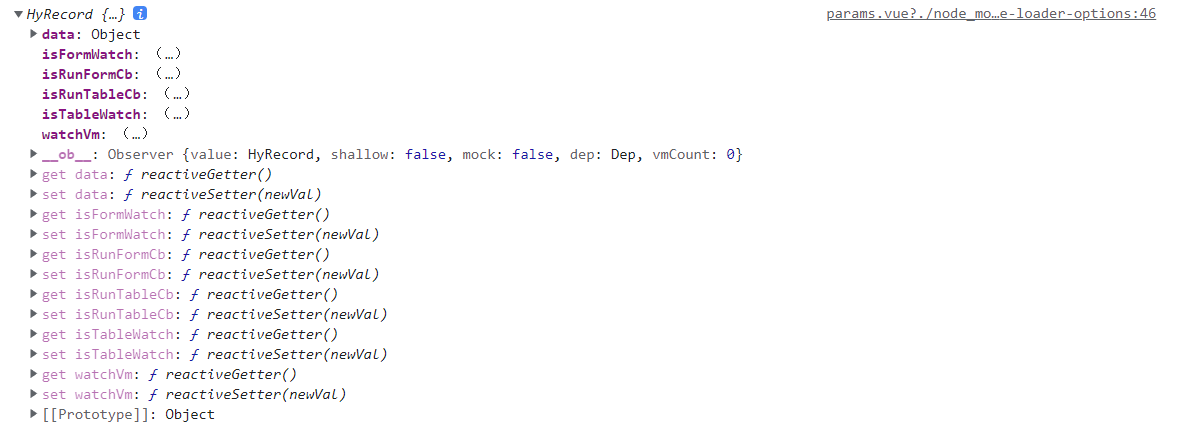 HyRecord {…} i params.vue?./node_mo…e-loader-options:46
data: Object
isFormWatch: (…)
isRunFormCb: (…)
isRunTableCb: (…)
isTableWatch: (…)
watchVm: (…)
__ob__: Observer {value: HyRecord, shallow: false, mock: false, dep: Dep, vmCount: 0}
get data: ƒ reactiveGetter()
set data: ƒ reactiveSetter(newVal)
get isFormWatch: ƒ reactiveGetter()
set isFormWatch: ƒ reactiveSetter(newVal)
get isRunFormCb: ƒ reactiveGetter()
set isRunFormCb: ƒ reactiveSetter(newVal)
get isRunTableCb: ƒ reactiveGetter()
set isRunTableCb: ƒ reactiveSetter(newVal)
get isTableWatch: ƒ reactiveGetter()
set isTableWatch: ƒ reactiveSetter(newVal)
get watchVm: ƒ reactiveGetter()
set watchVm: ƒ reactiveSetter(newVal)
[[Prototype]]: Object